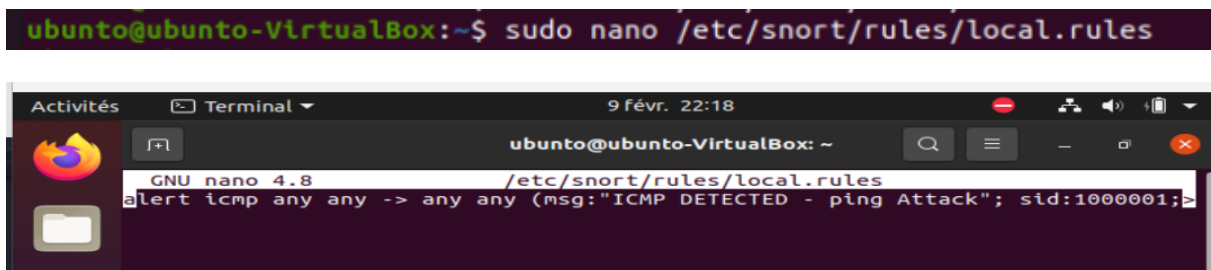 ubunto@ubunto-VirtualBox:~$ sudo nano /etc/snort/rules/local.rules
Activités Terminal 9 févr. 22:18
ubunto@ubunto-VirtualBox: ~
GNU nano 4.8 /etc/snort/rules/local.rules
alert icmp any any -> any any (msg:"ICMP DETECTED - ping Attack"; sid:1000001;>